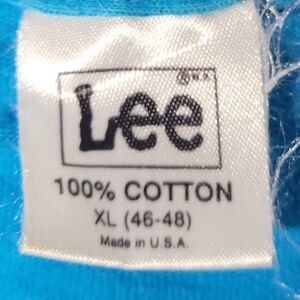 ® M.R.
Lee
100% COTTON
XL (46-48)
Made in U.S.A.